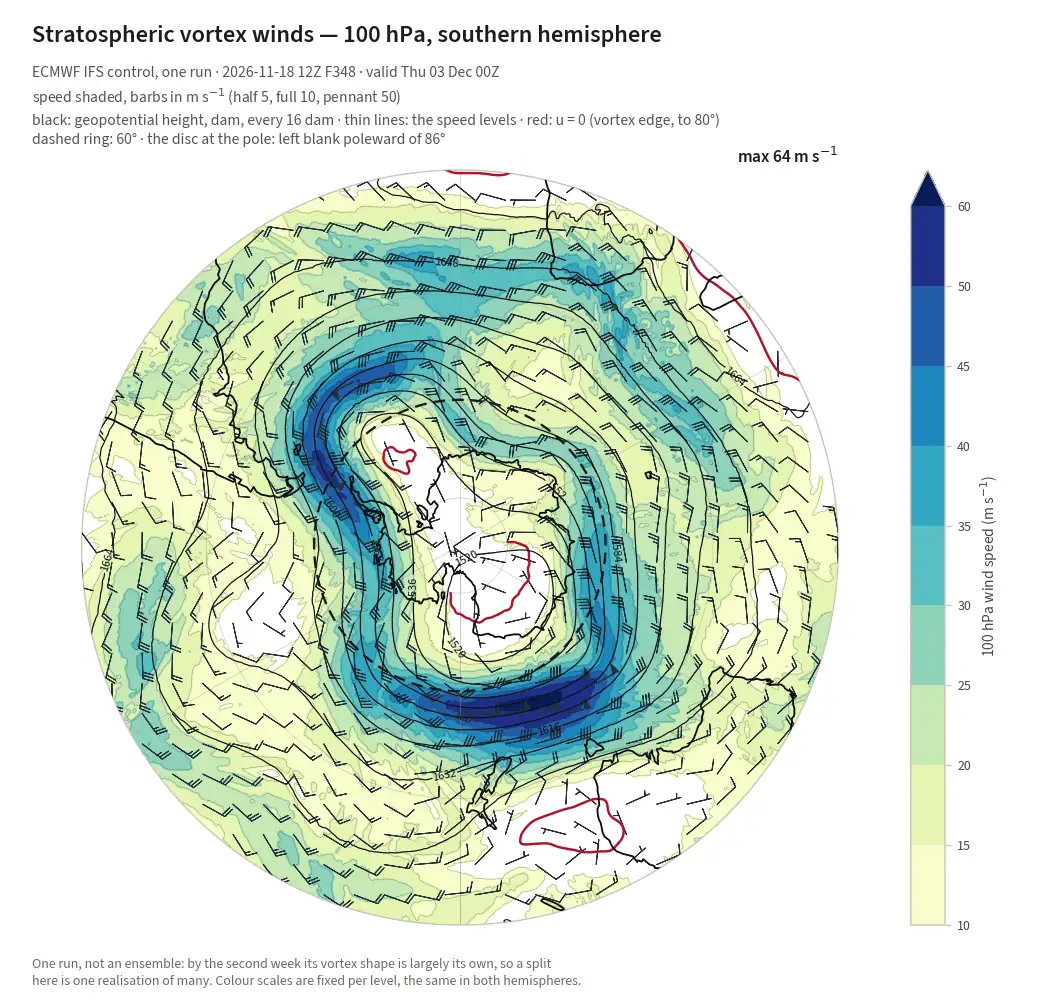 Stratospheric vortex winds — 100 hPa, southern hemisphere
ECMWF IFS control, one run · 2026-11-18 12Z F348 · valid Thu 03 Dec 00Z
speed shaded, barbs in m s⁻¹ (half 5, full 10, pennant 50)
black: geopotential height, dam, every 16 dam · thin lines: the speed levels · red: u = 0 (vortex edge, to 80°)
dashed ring: 60° · the disc at the pole: left blank poleward of 86°
max 64 m s⁻¹
60
50
45
40
35
30
25
20
15
10
100 hPa wind speed (m s⁻¹)
1648
1664
1664
1584
1520
1536
1520
1616
1632
One run, not an ensemble: by the second week its vortex shape is largely its own, so a split
here is one realisation of many. Colour scales are fixed per level, the same in both hemispheres.